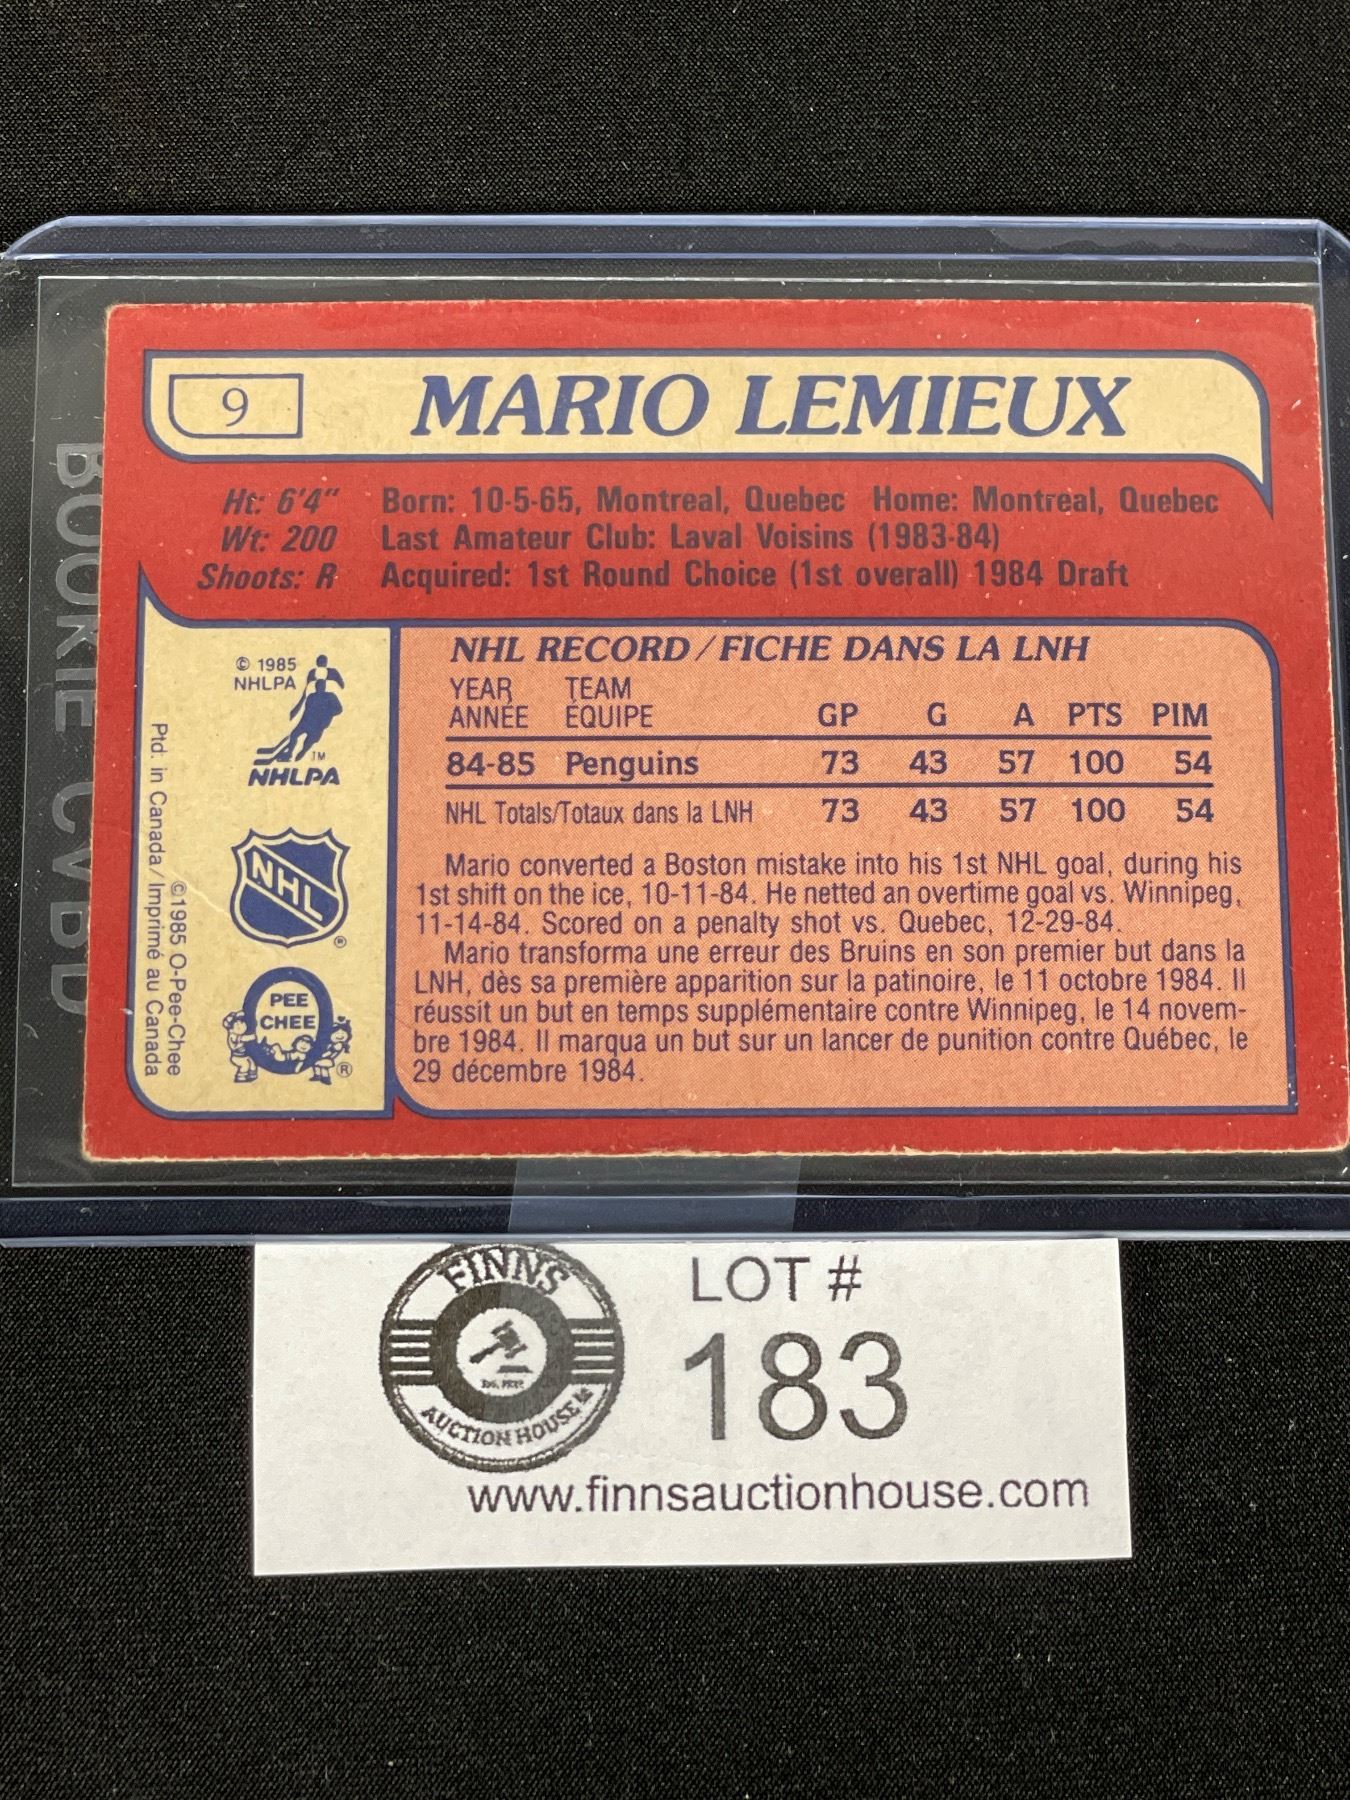 9
MARIO LEMIEUX
Ht: 6'4" Born: 10-5-65, Montreal, Quebec Home: Montreal, Quebec
Wt: 200 Last Amateur Club: Laval Voisins (1983-84)
Shoots: R Acquired: 1st Round Choice (1st overall) 1984 Draft
© 1985
NHLPA
TM
NHLPA
NHL
®
PEE
CHEE
®
Ptd. in Canada/Imprimé au Canada
©1985 O-Pee-Chee
NHL RECORD/FICHE DANS LA LNH
YEAR TEAM
ANNÉE EQUIPE GP G A PTS PIM
84-85 Penguins 73 43 57 100 54
NHL Totals/Totaux dans la LNH 73 43 57 100 54
Mario converted a Boston mistake into his 1st NHL goal, during his
1st shift on the ice, 10-11-84. He netted an overtime goal vs. Winnipeg,
11-14-84. Scored on a penalty shot vs. Quebec, 12-29-84.
Mario transforma une erreur des Bruins en son premier but dans la
LNH, dès sa première apparition sur la patinoire, le 11 octobre 1984. Il
réussit un but en temps supplémentaire contre Winnipeg, le 14 novem-
bre 1984. Il marqua un but sur un lancer de punition contre Québec, le
29 décembre 1984.
FINNS
AUCTION HOUSE
LOT #
183
www.finnsauctionhouse.com